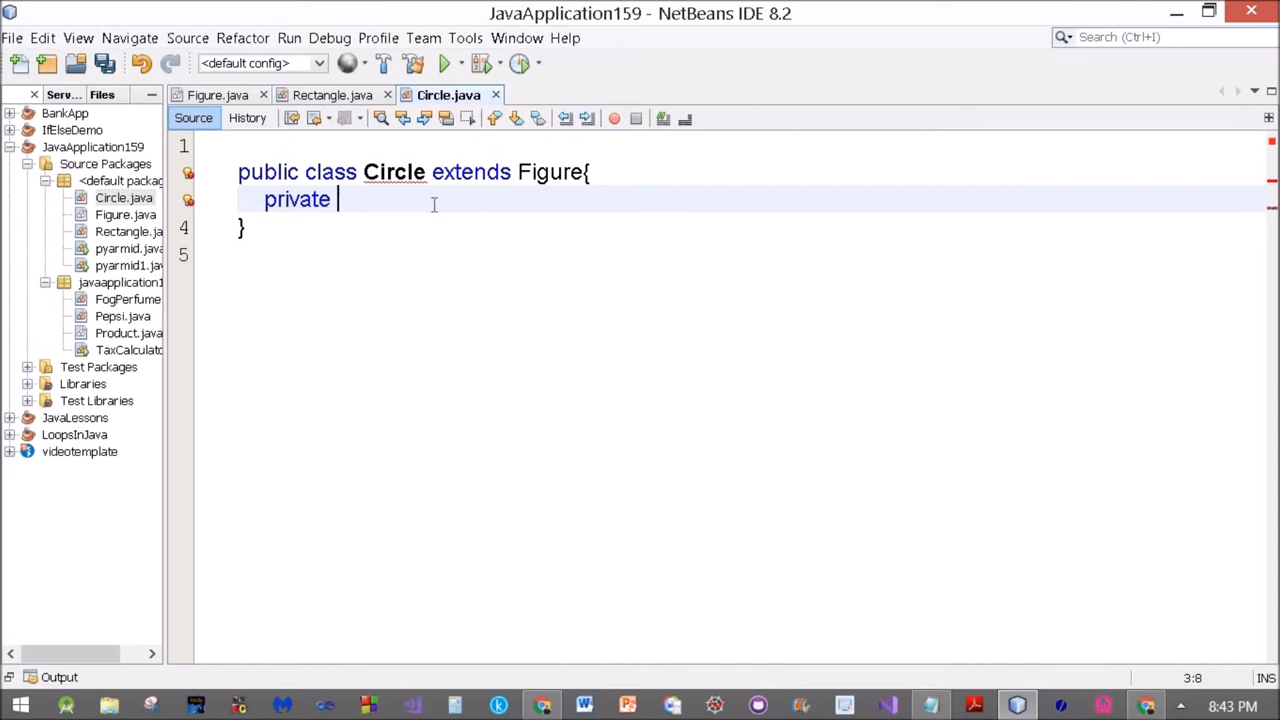 JavaApplication159 - NetBeans IDE 8.2
File Edit View Navigate Source Refactor Run Debug Profile Team Tools Window Help
Search (Ctrl+I)
<default config>
Serv... Files
Figure.java Rectangle.java Circle.java
Source History
BankApp
IfElseDemo
JavaApplication159
Source Packages
<default packag
Circle.java
Figure.java
Rectangle.java
pyarmid.java
pyarmid1.jav
javaapplication1
FogPerfume
Pepsi.java
Product.java
TaxCalculato
Test Packages
Libraries
Test Libraries
JavaLessons
LoopsInJava
videotemplate
1
public class Circle extends Figure{
private
4 }
5
Output
3:8 INS
8:43 PM